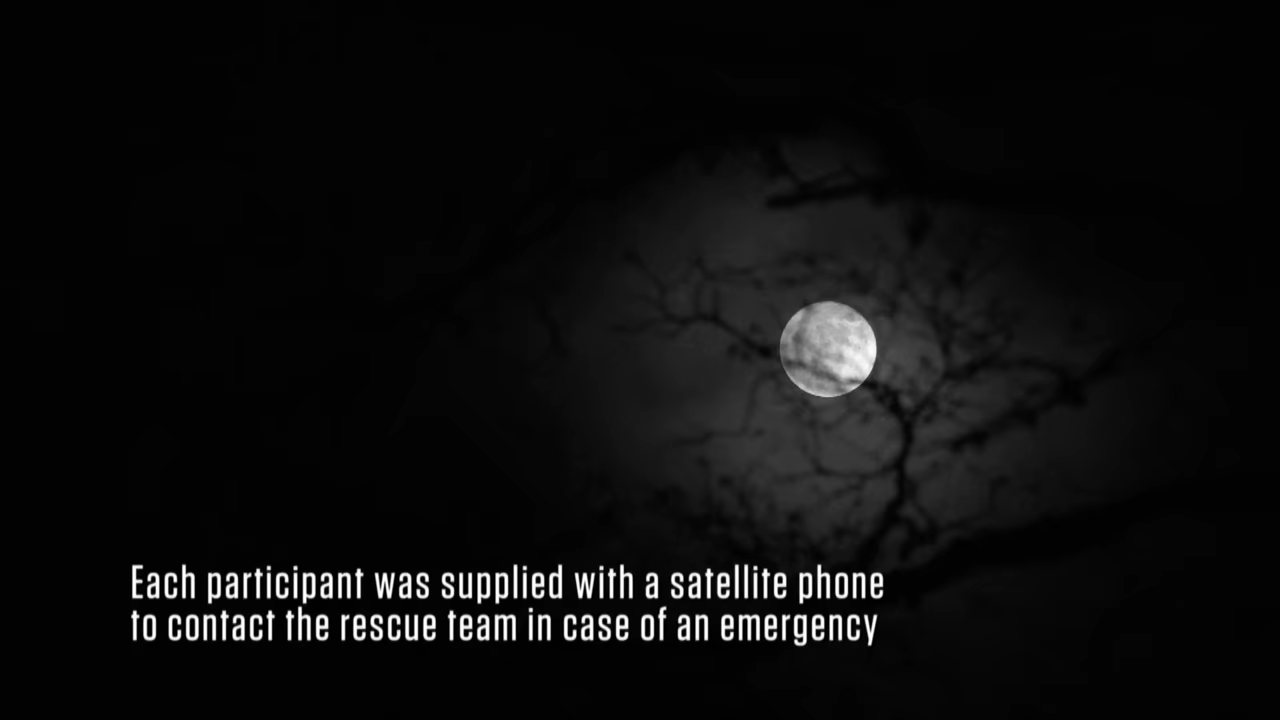 Each participant was supplied with a satellite phone
to contact the rescue team in case of an emergency